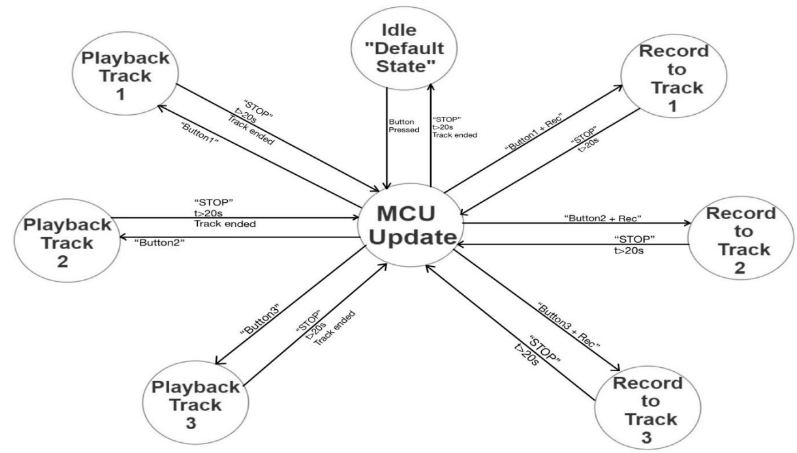 Idle
"Default
State"
Playback
Track
1
Record
to
Track
1
"STOP"
t>20s
Track ended
"Button1"
Button
Pressed
"STOP"
t>20s
Track ended
"Button1 + Rec"
"STOP"
t>20s
MCU
Update
Playback
Track
2
"STOP"
t>20s
Track ended
"Button2"
"Button2 + Rec"
"STOP"
t>20s
Record
to
Track
2
"Button3"
"STOP"
t>20s
Track ended
"Button3 + Rec"
"STOP"
t>20s
Playback
Track
3
Record
to
Track
3